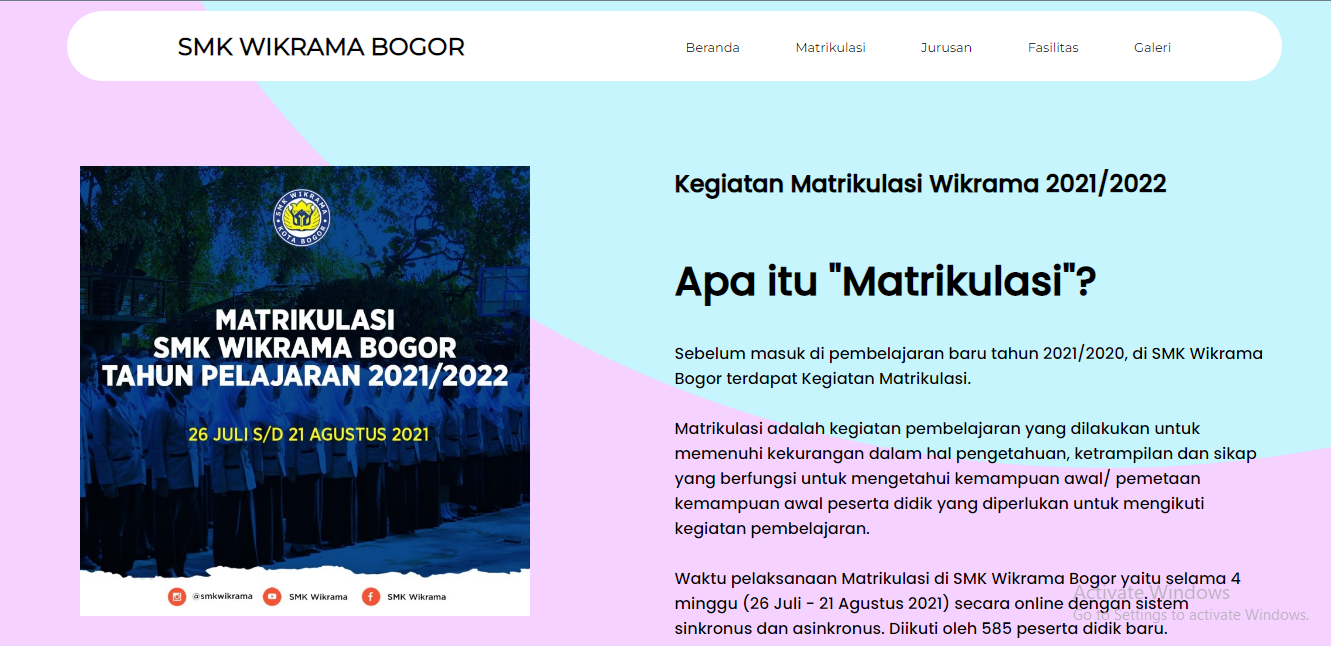 SMK WIKRAMA BOGOR
Beranda Matrikulasi Jurusan Fasilitas Galeri
SMK WIKRAMA
KOTA BOGOR
MATRIKULASI
SMK WIKRAMA BOGOR
TAHUN PELAJARAN 2021/2022
26 JULI S/D 21 AGUSTUS 2021
@smkwikrama SMK Wikrama SMK Wikrama
Kegiatan Matrikulasi Wikrama 2021/2022
Apa itu "Matrikulasi"?
Sebelum masuk di pembelajaran baru tahun 2021/2020, di SMK Wikrama
Bogor terdapat Kegiatan Matrikulasi.
Matrikulasi adalah kegiatan pembelajaran yang dilakukan untuk
memenuhi kekurangan dalam hal pengetahuan, ketrampilan dan sikap
yang berfungsi untuk mengetahui kemampuan awal/ pemetaan
kemampuan awal peserta didik yang diperlukan untuk mengikuti
kegiatan pembelajaran.
Waktu pelaksanaan Matrikulasi di SMK Wikrama Bogor yaitu selama 4
minggu (26 Juli - 21 Agustus 2021) secara online dengan sistem
sinkronus dan asinkronus. Diikuti oleh 585 peserta didik baru.
Activate Windows
Go to Settings to activate Windows.